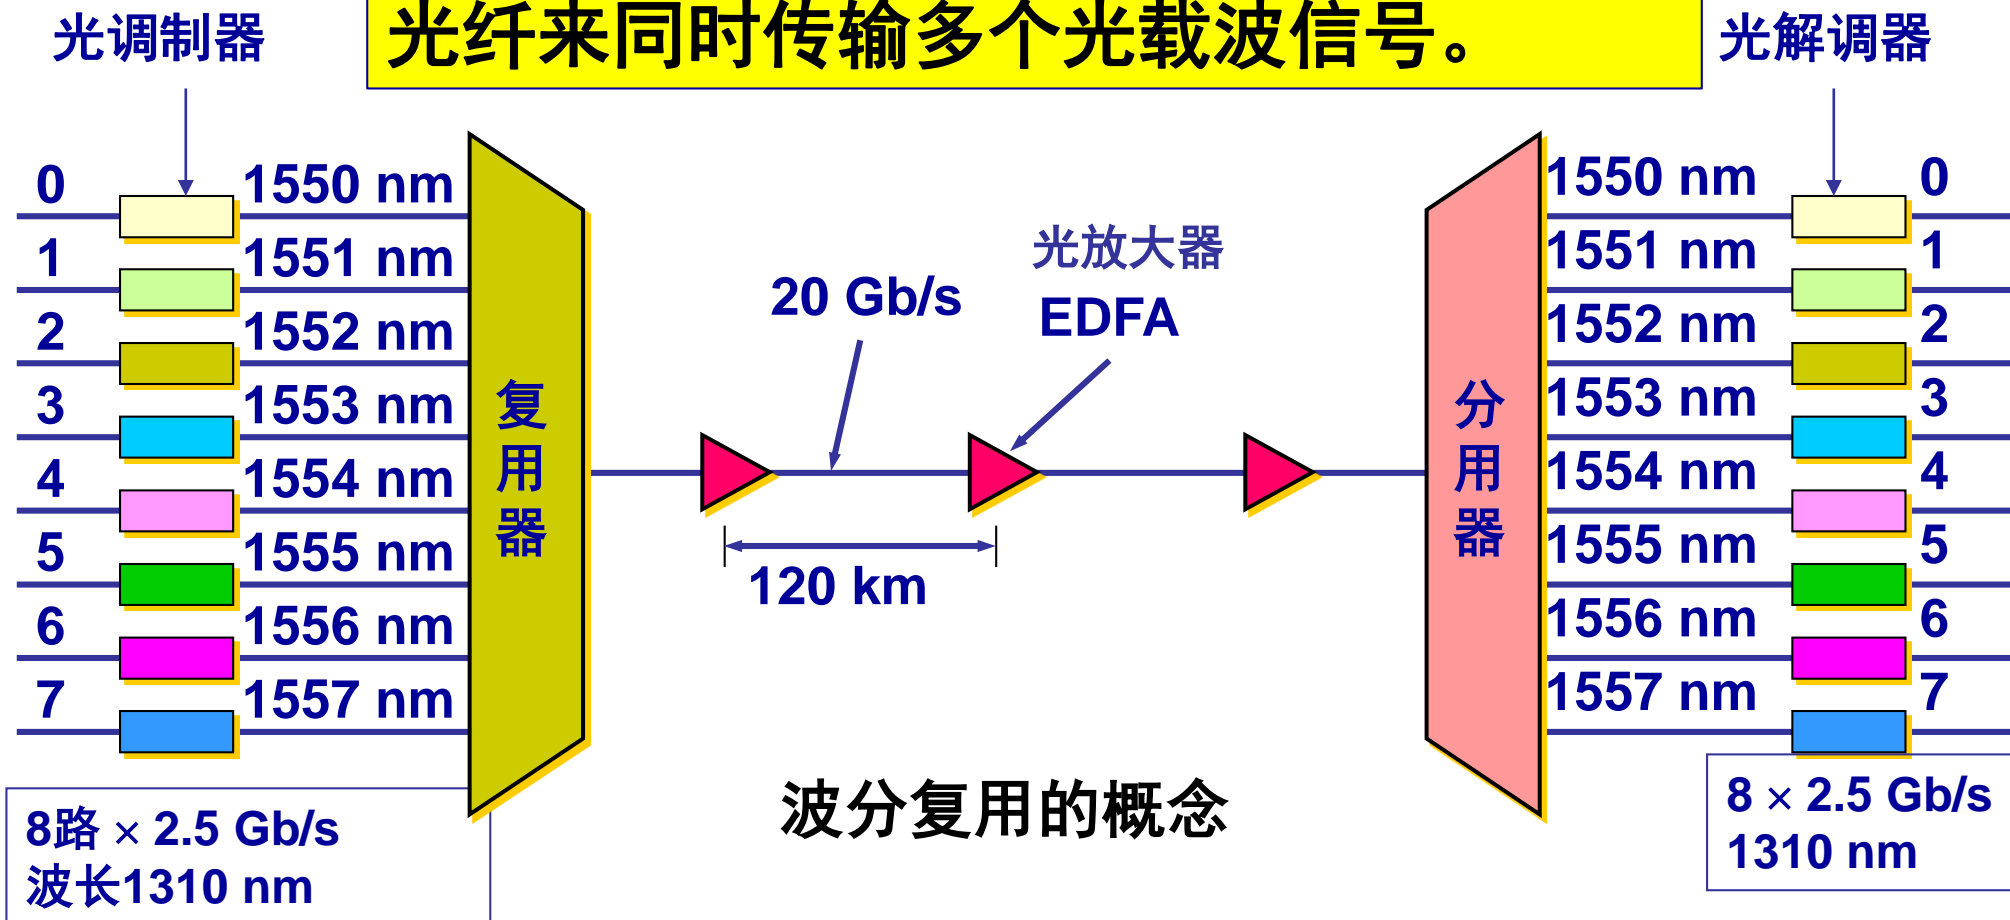 光纤来同时传输多个光载波信号。
光调制器
光解调器
0
1550 nm
1
1551 nm
2
1552 nm
3
1553 nm
4
1554 nm
5
1555 nm
6
1556 nm
7
1557 nm
8路 × 2.5 Gb/s
波长1310 nm
复用器
20 Gb/s
光放大器
EDFA
120 km
波分复用的概念
分用器
1550 nm
0
1551 nm
1
1552 nm
2
1553 nm
3
1554 nm
4
1555 nm
5
1556 nm
6
1557 nm
7
8 × 2.5 Gb/s
1310 nm